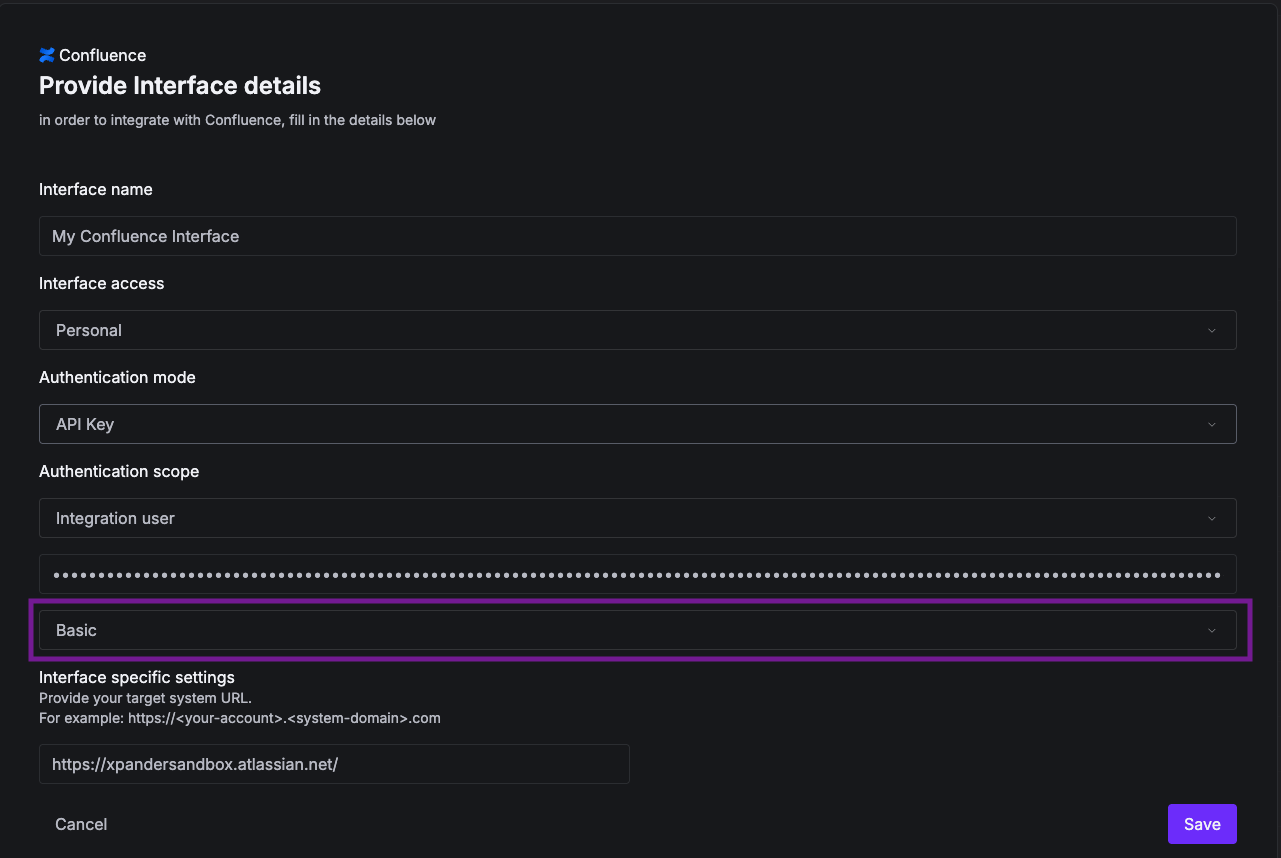 Confluence
Provide Interface details
in order to integrate with Confluence, fill in the details below
Interface name
My Confluence Interface
Interface access
Personal
Authentication mode
API Key
Authentication scope
Integration user
Basic
Interface specific settings
Provide your target system URL.
For example: https://<your-account>.<system-domain>.com
https://xpandersandbox.atlassian.net/
Cancel
Save